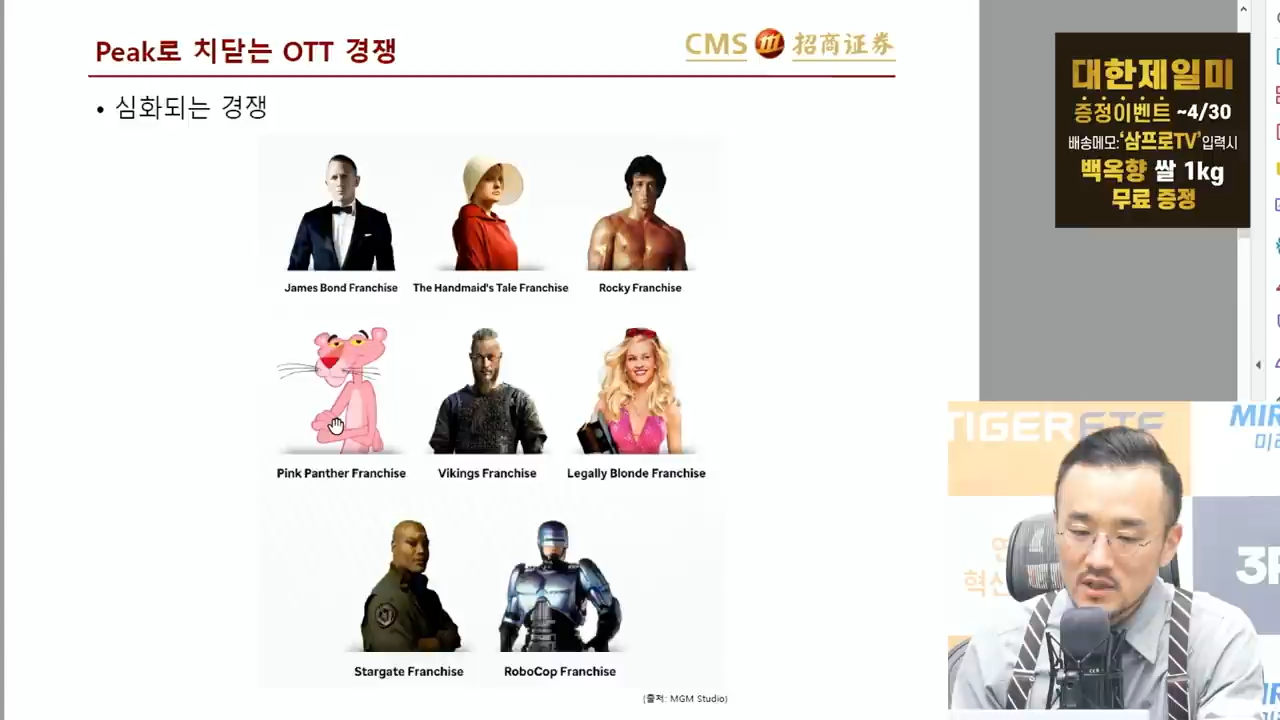 Peak로 치닫는 OTT 경쟁
CMS 招商证券
• 심화되는 경쟁
James Bond Franchise
The Handmaid's Tale Franchise
Rocky Franchise
Pink Panther Franchise
Vikings Franchise
Legally Blonde Franchise
Stargate Franchise
RoboCop Franchise
(출처: MGM Studio)
대한제일미
증정이벤트 ~4/30
배송메모:'삼프로TV'입력시
백옥향 쌀 1kg
무료 증정
TIGER ETF